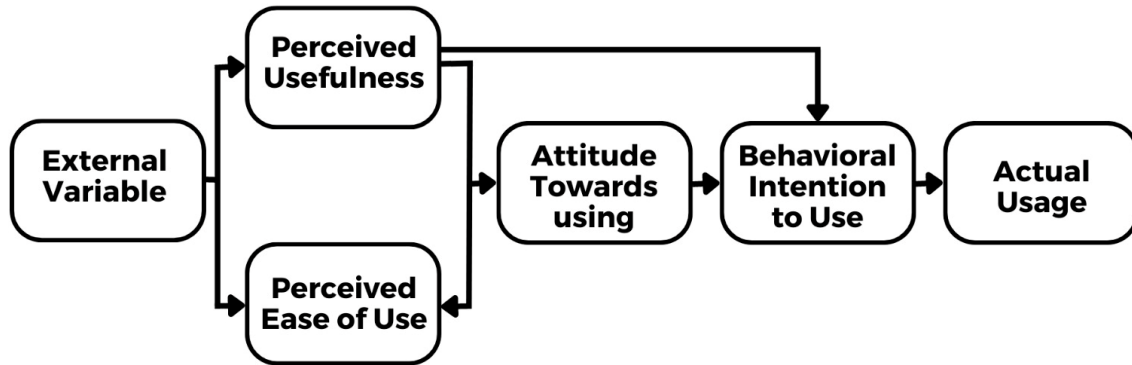 Perceived
Usefulness
External
Variable
Attitude
Towards
using
Behavioral
Intention
to Use
Actual
Usage
Perceived
Ease of Use